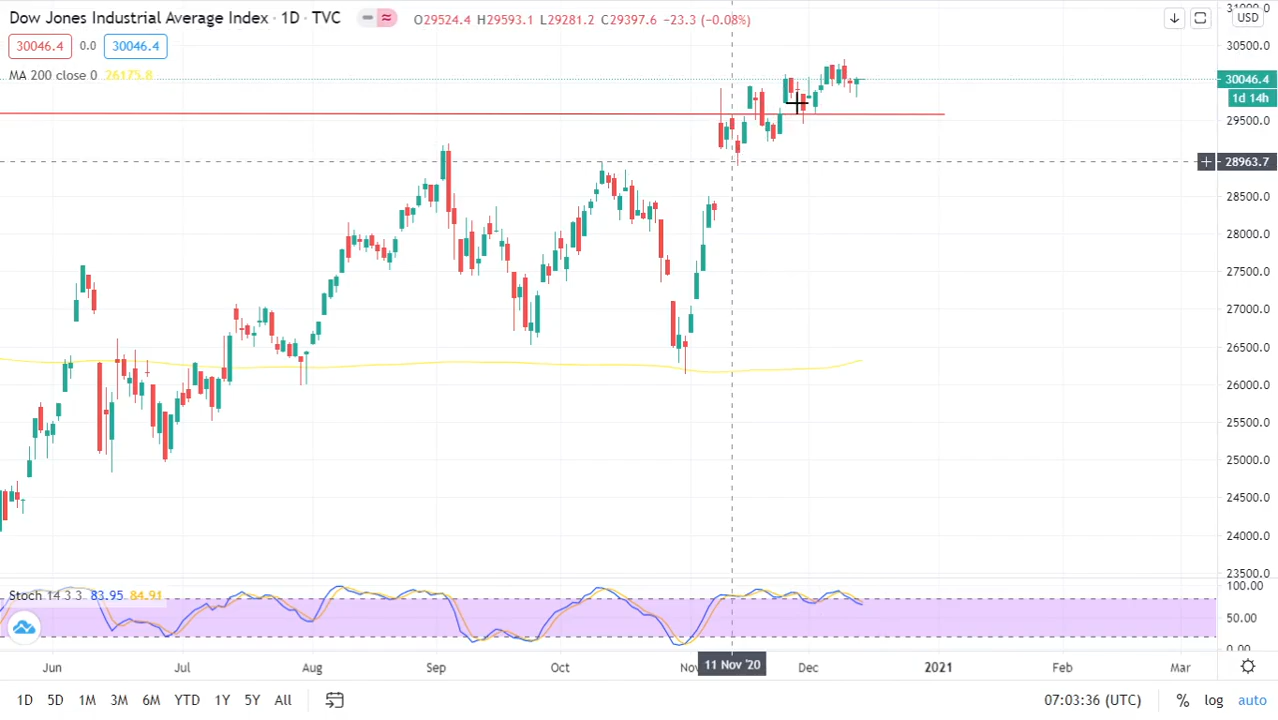 Dow Jones Industrial Average Index · 1D · TVC O29524.4 H29593.1 L29281.2 C29397.6 −23.3 (−0.08%)
30046.4 0.0 30046.4
MA 200 close 0 26175.8
USD
31000.0
30500.0
30046.4
1d 14h
29500.0
28963.7
28500.0
28000.0
27500.0
27000.0
26500.0
26000.0
25500.0
25000.0
24500.0
24000.0
23500.0
Stoch 14 3 3 83.95 84.91
100.00
50.00
0.00
Jun Jul Aug Sep Oct Nov 11 Nov '20 Dec 2021 Feb Mar
1D 5D 1M 3M 6M YTD 1Y 5Y All 07:03:36 (UTC) % log auto